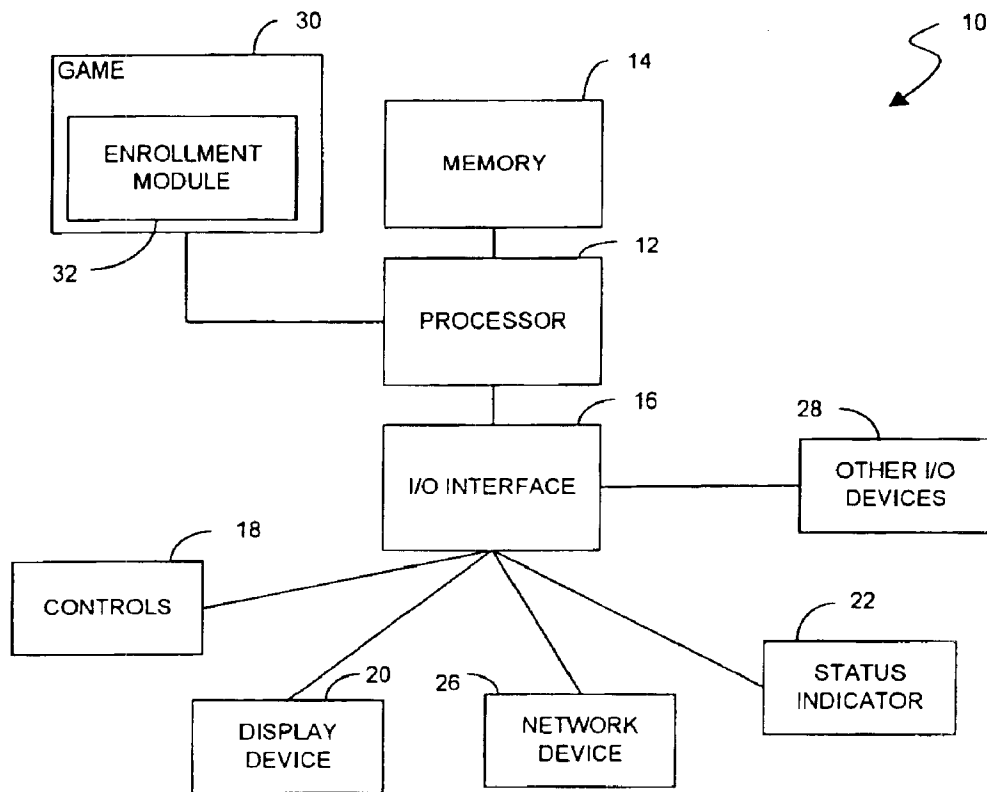 30
10
14
GAME
ENROLLMENT
MODULE
MEMORY
32
12
PROCESSOR
16
28
I/O INTERFACE
OTHER I/O
DEVICES
18
CONTROLS
22
STATUS
INDICATOR
20
26
DISPLAY
DEVICE
NETWORK
DEVICE